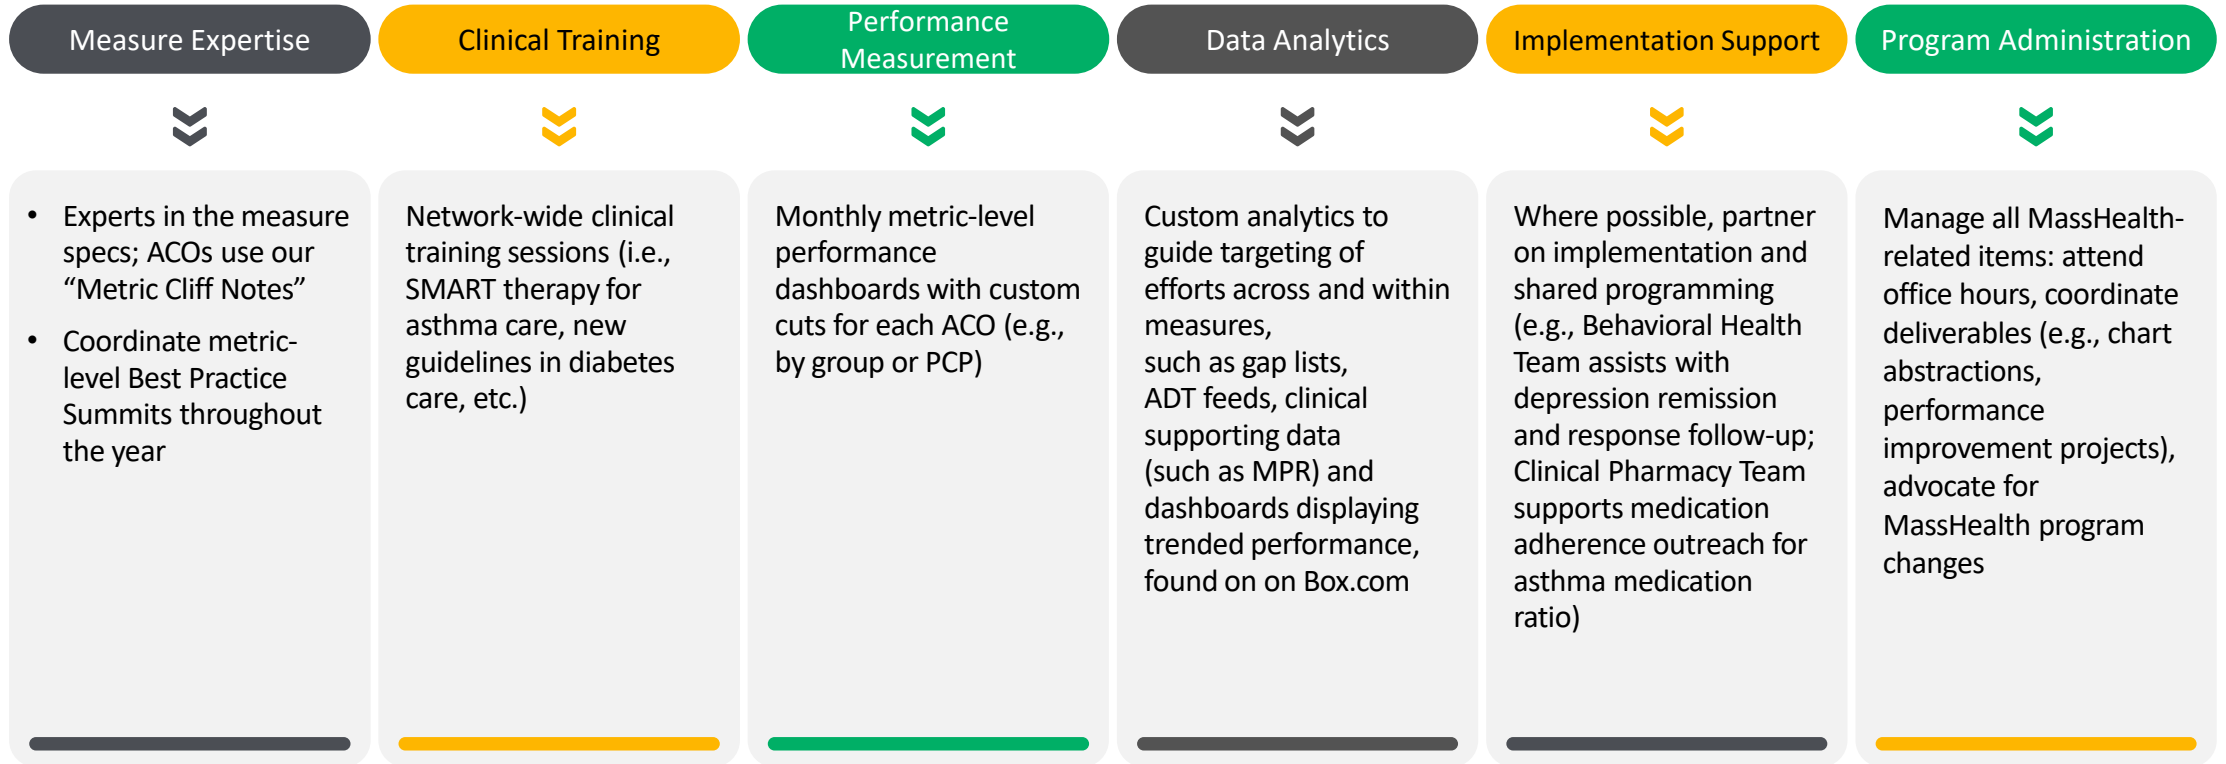 Measure Expertise
Clinical Training
Performance
Measurement
Data Analytics
Implementation Support
Program Administration
• Experts in the measure
specs; ACOs use our
“Metric Cliff Notes”
• Coordinate metric-
level Best Practice
Summits throughout
the year
Network-wide clinical
training sessions (i.e.,
SMART therapy for
asthma care, new
guidelines in diabetes
care, etc.)
Monthly metric-level
performance
dashboards with custom
cuts for each ACO (e.g.,
by group or PCP)
Custom analytics to
guide targeting of
efforts across and within
measures,
such as gap lists,
ADT feeds, clinical
supporting data
(such as MPR) and
dashboards displaying
trended performance,
found on on Box.com
Where possible, partner
on implementation and
shared programming
(e.g., Behavioral Health
Team assists with
depression remission
and response follow-up;
Clinical Pharmacy Team
supports medication
adherence outreach for
asthma medication
ratio)
Manage all MassHealth-
related items: attend
office hours, coordinate
deliverables (e.g., chart
abstractions,
performance
improvement projects),
advocate for
MassHealth program
changes